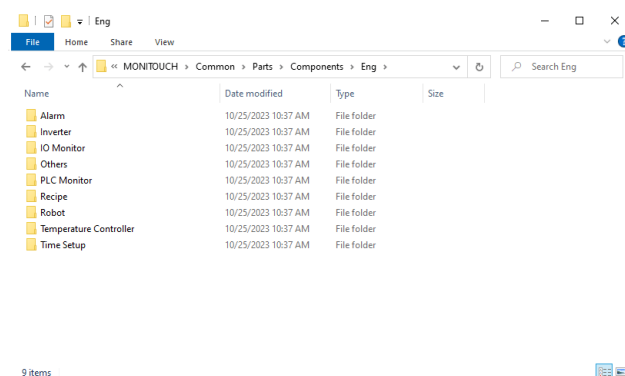 Eng
File Home Share View
« MONITOUCH › Common › Parts › Components › Eng ›
Search Eng
Name Date modified Type Size
Alarm 10/25/2023 10:37 AM File folder
Inverter 10/25/2023 10:37 AM File folder
IO Monitor 10/25/2023 10:37 AM File folder
Others 10/25/2023 10:37 AM File folder
PLC Monitor 10/25/2023 10:37 AM File folder
Recipe 10/25/2023 10:37 AM File folder
Robot 10/25/2023 10:37 AM File folder
Temperature Controller 10/25/2023 10:37 AM File folder
Time Setup 10/25/2023 10:37 AM File folder
9 items